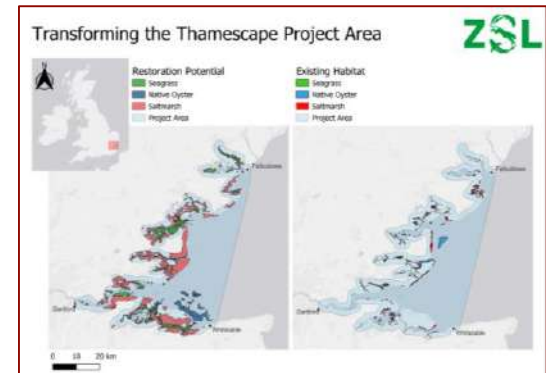 Transforming the Thamescape Project Area
ZSL
Restoration Potential
Seagrass
Native Oyster
Saltmarsh
Project Area
Existing Habitat
Seagrass
Native Oyster
Saltmarsh
Project Area
N
Felixstowe
Dartford
Whitstable
Felixstowe
Dartford
Whitstable
0 10 20 km